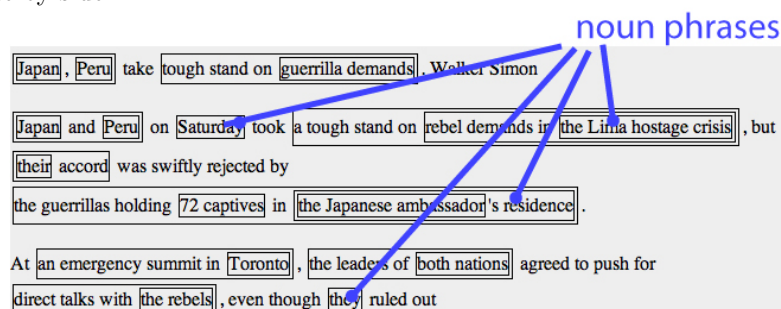 noun phrases
Japan, Peru take tough stand on guerrilla demands. Walker Simon
Japan and Peru on Saturday took a tough stand on rebel demands in the Lima hostage crisis, but
their accord was swiftly rejected by
the guerrillas holding 72 captives in the Japanese ambassador's residence.
At an emergency summit in Toronto, the leaders of both nations agreed to push for
direct talks with the rebels, even though they ruled out